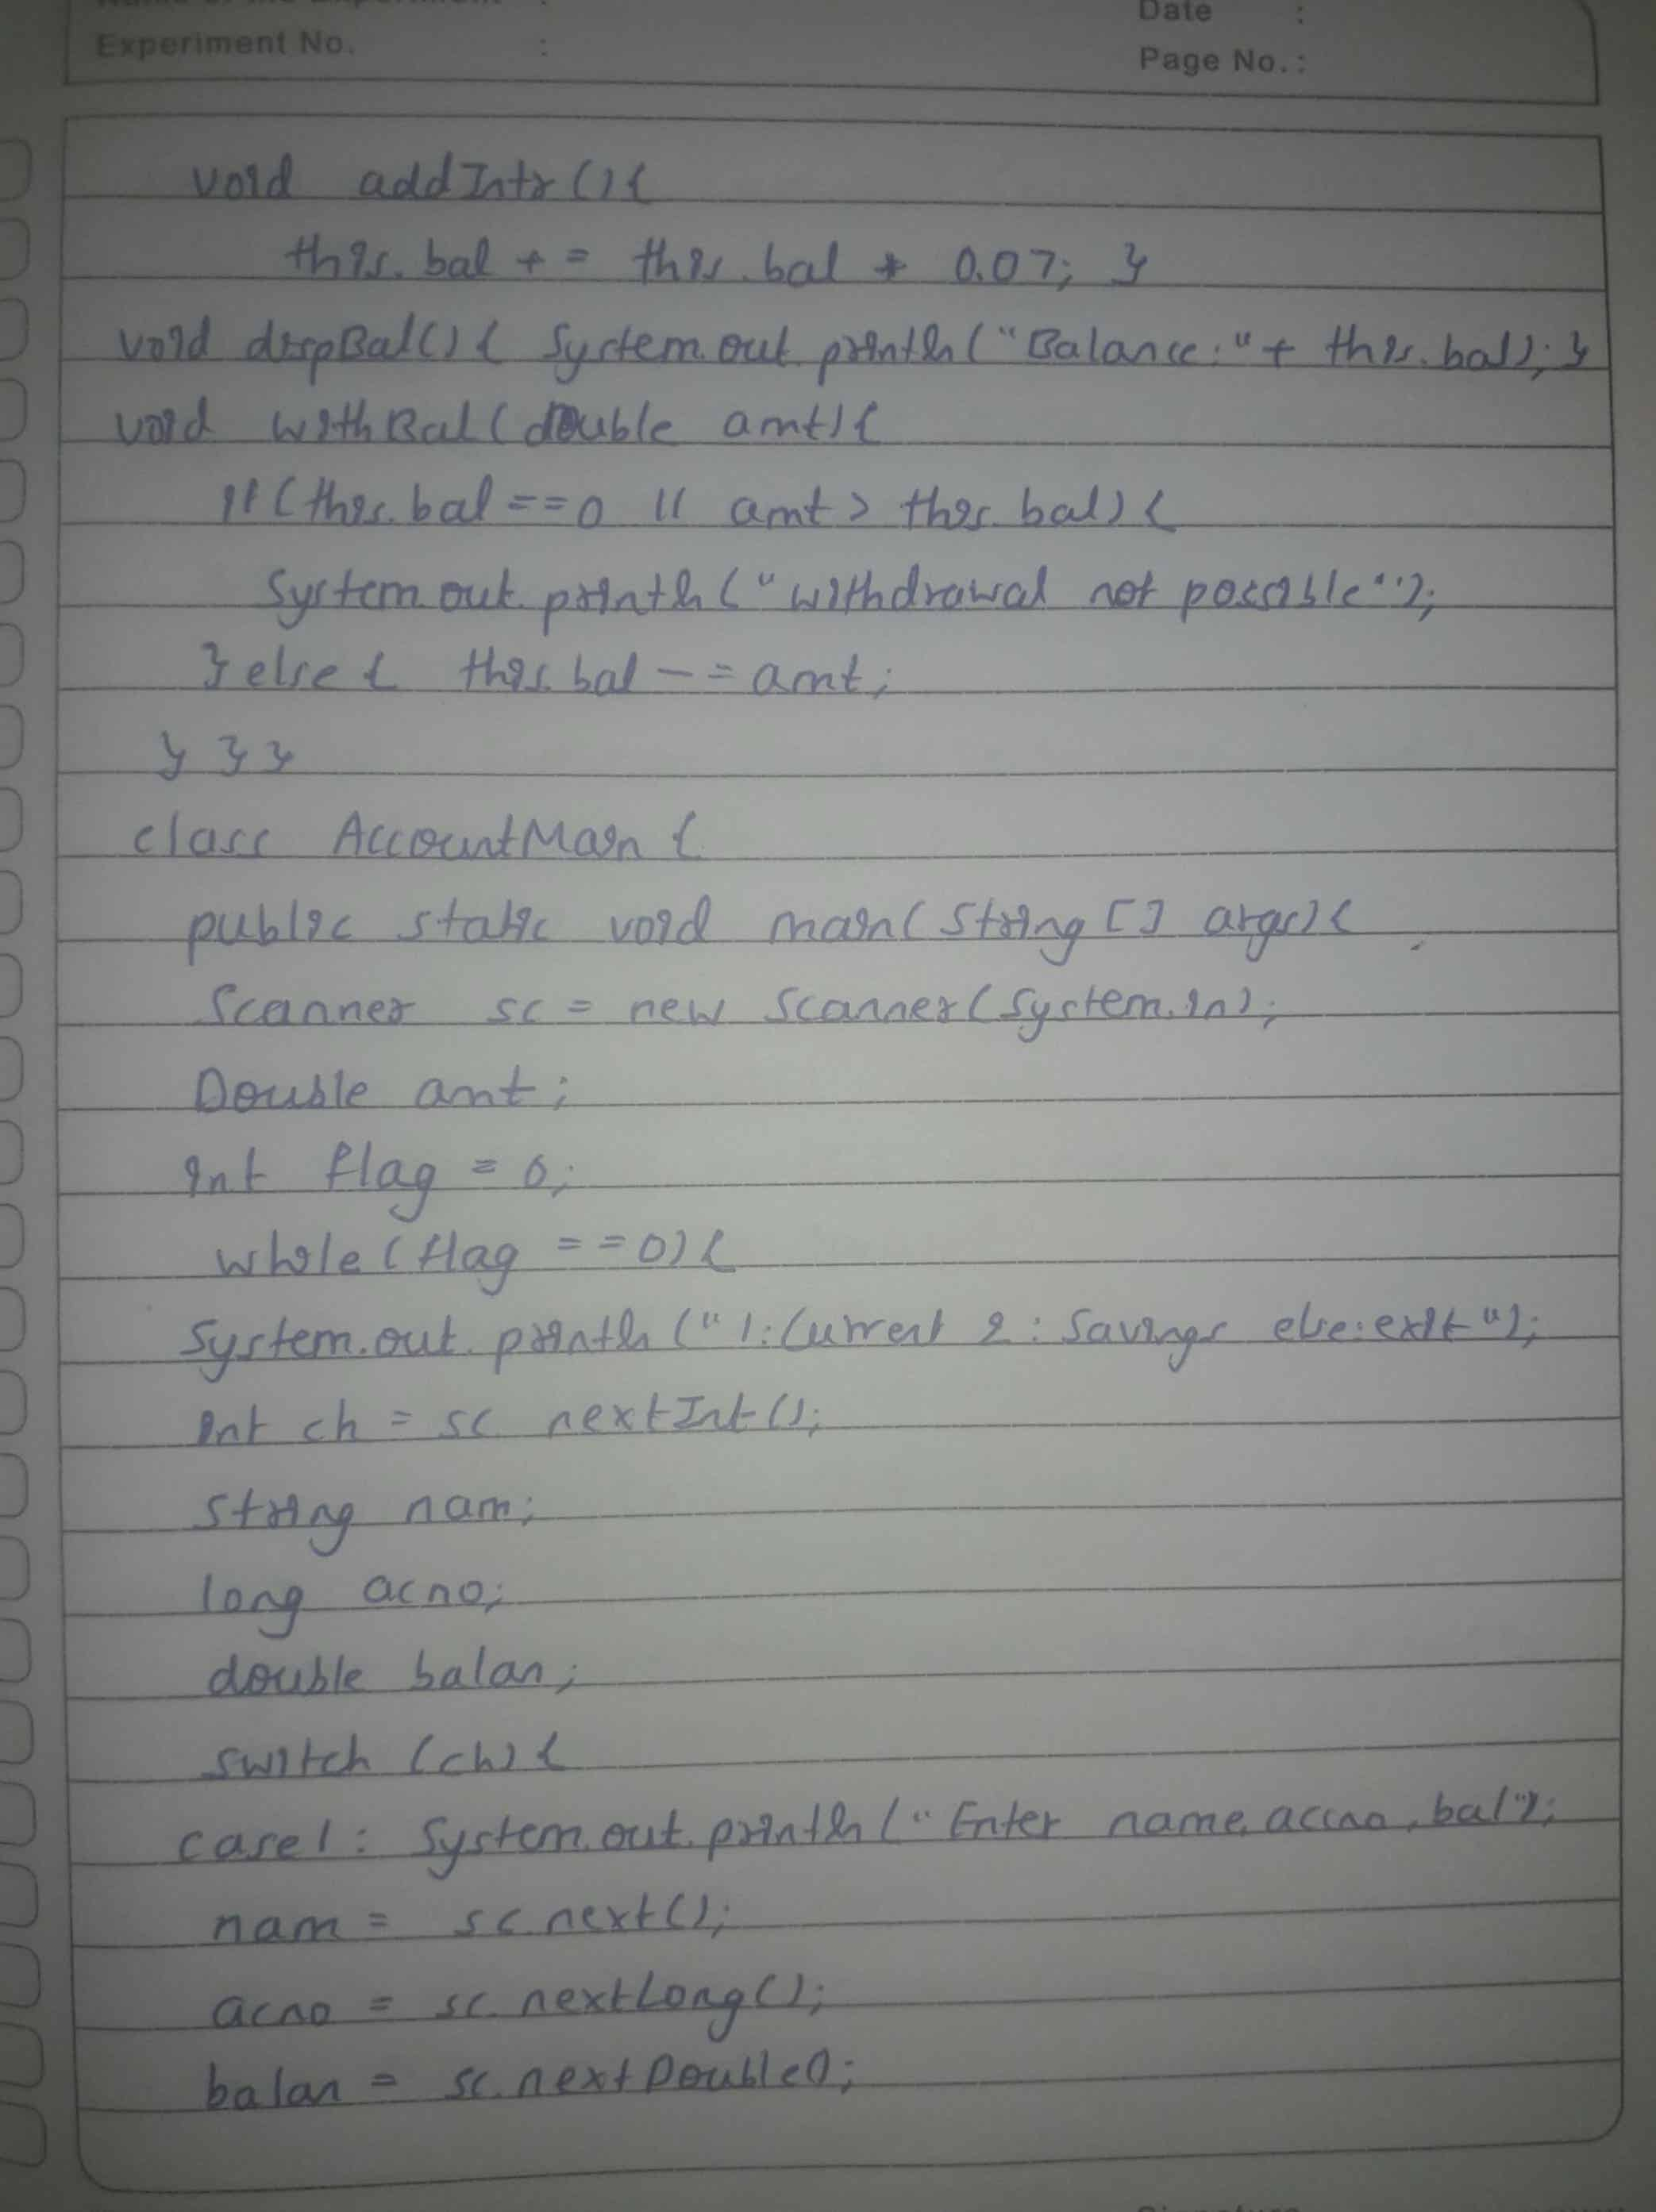 Date :
Experiment No. :
Page No. :
void addIntr(){
this.bal += this.bal * 0.07; }
void dispBal(){ System.out.println("Balance:"+ this.bal); }
void withBal(double amt){
if(this.bal==0 || amt > this.bal){
System.out.println("withdrawal not possible");
}else{ this.bal -= amt;
} } }
class AccountMain {
public static void main(String [] args){
Scanner sc = new Scanner(System.in);
Double amt;
int flag = 0;
while(flag ==0){
System.out.println("1:Current 2:Savings else:exit");
int ch = sc.nextInt();
String nam;
long acno;
double balan;
switch (ch){
case1: System.out.println("Enter name, accno, bal");
nam = sc.next();
acno = sc.nextLong();
balan = sc.nextDouble();